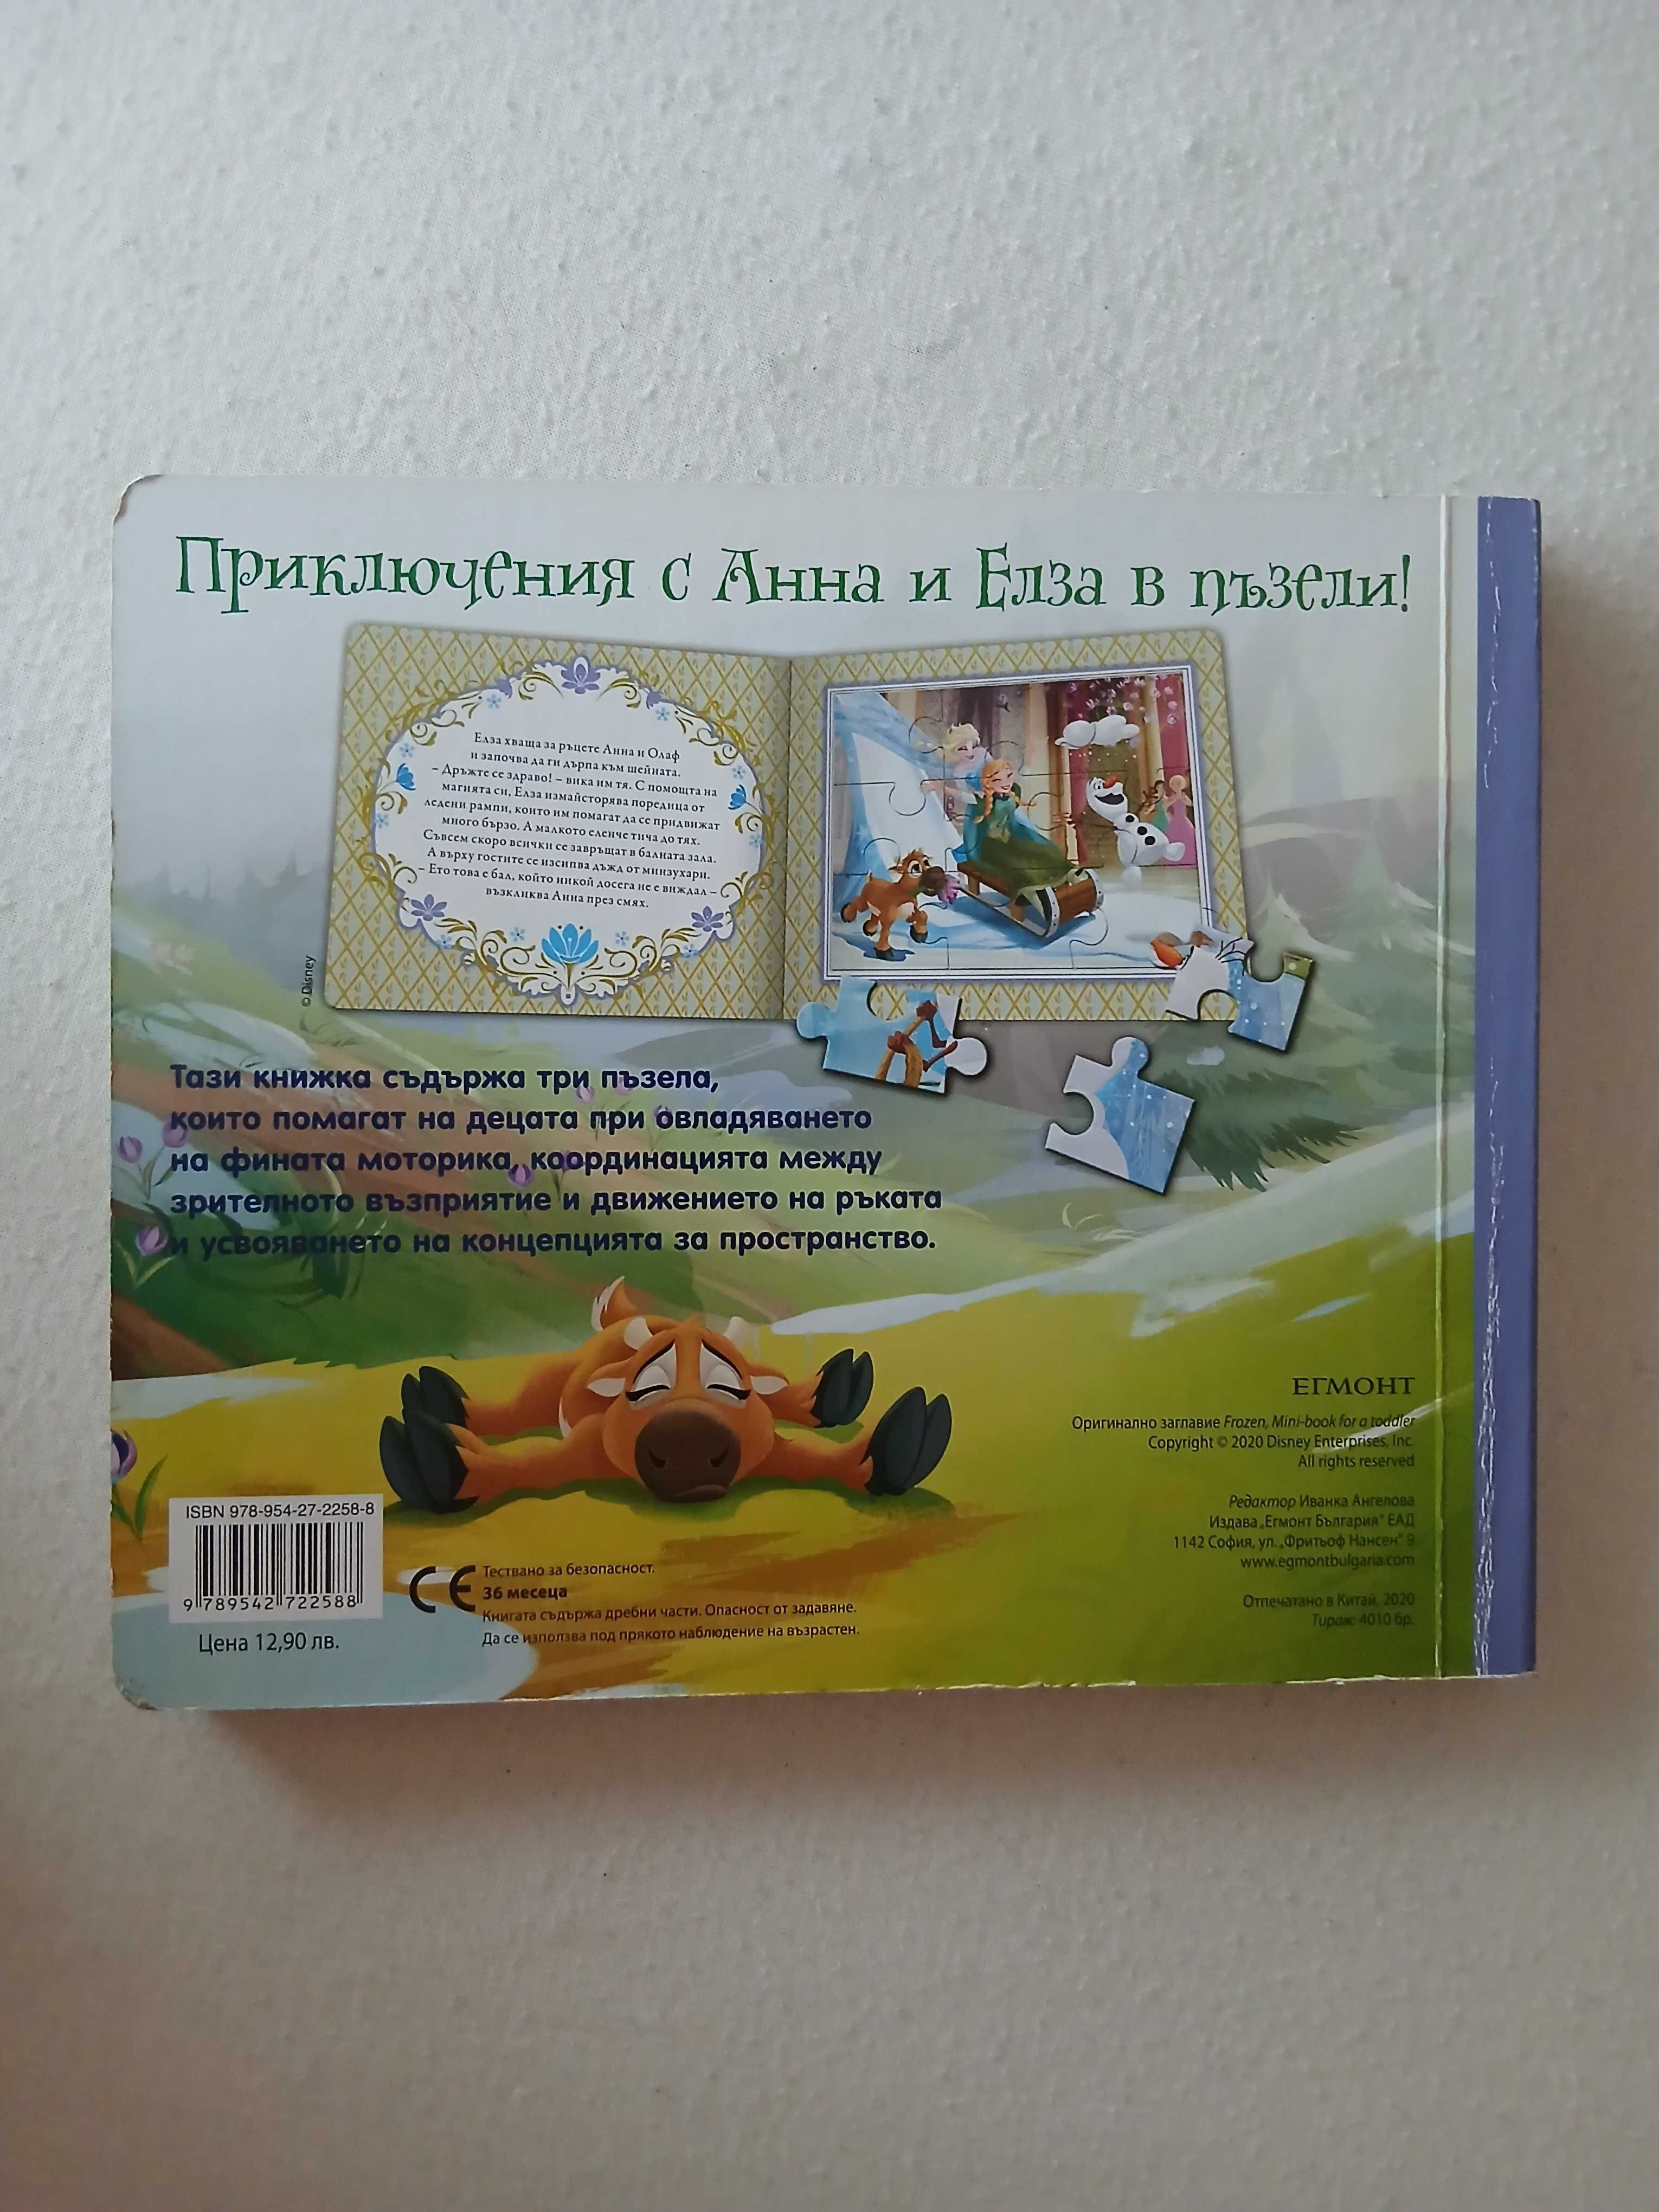 Приключения с Анна и Елза в пъзели!
Елза хваща за ръцете Анна и Олаф
и започва да ги дърпа към шейната.
– Дръжте се здраво! – вика им тя. С помощта на
магията си, Елза измайсторява поредица от
ледени рампи, които им помагат да се придвижат
много бързо. А малкото еленче тича до тях.
Съвсем скоро всички се завръщат в балната зала.
А върху гостите се изсипва дъжд от минзухари.
– Ето това е бал, който никой досега не е виждал –
възкликва Анна през смях.
© Disney
Тази книжка съдържа три пъзела,
които помагат на децата при овладяването
на фината моторика, координацията между
зрителното възприятие и движението на ръката
и усвояването на концепцията за пространство.
ЕГМОНТ
Оригинално заглавие Frozen, Mini-book for a toddler
Copyright © 2020 Disney Enterprises, Inc.
All rights reserved
Редактор Иванка Ангелова
Издава „Егмонт България" ЕАД
1142 София, ул. „Фритьоф Нансен" 9
www.egmontbulgaria.com
Отпечатано в Китай, 2020
Тираж: 4010 бр.
ISBN 978-954-27-2258-8
9 789542 722588
Цена 12,90 лв.
CE
Тествано за безопасност.
36 месеца
Книгата съдържа дребни части. Опасност от задавяне.
Да се използва под прякото наблюдение на възрастен.